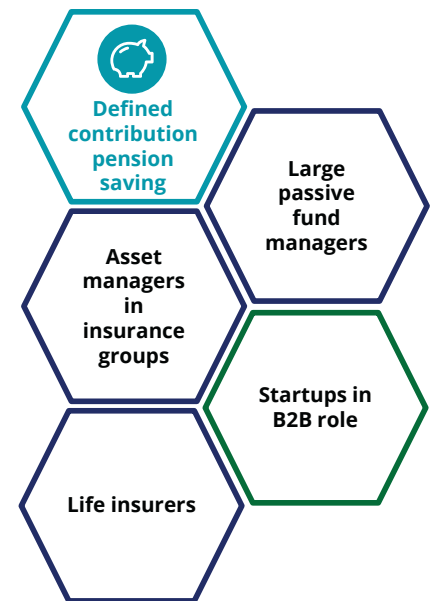 Defined
contribution
pension
saving
Large
passive
fund
managers
Asset
managers
in
insurance
groups
Startups in
B2B role
Life insurers